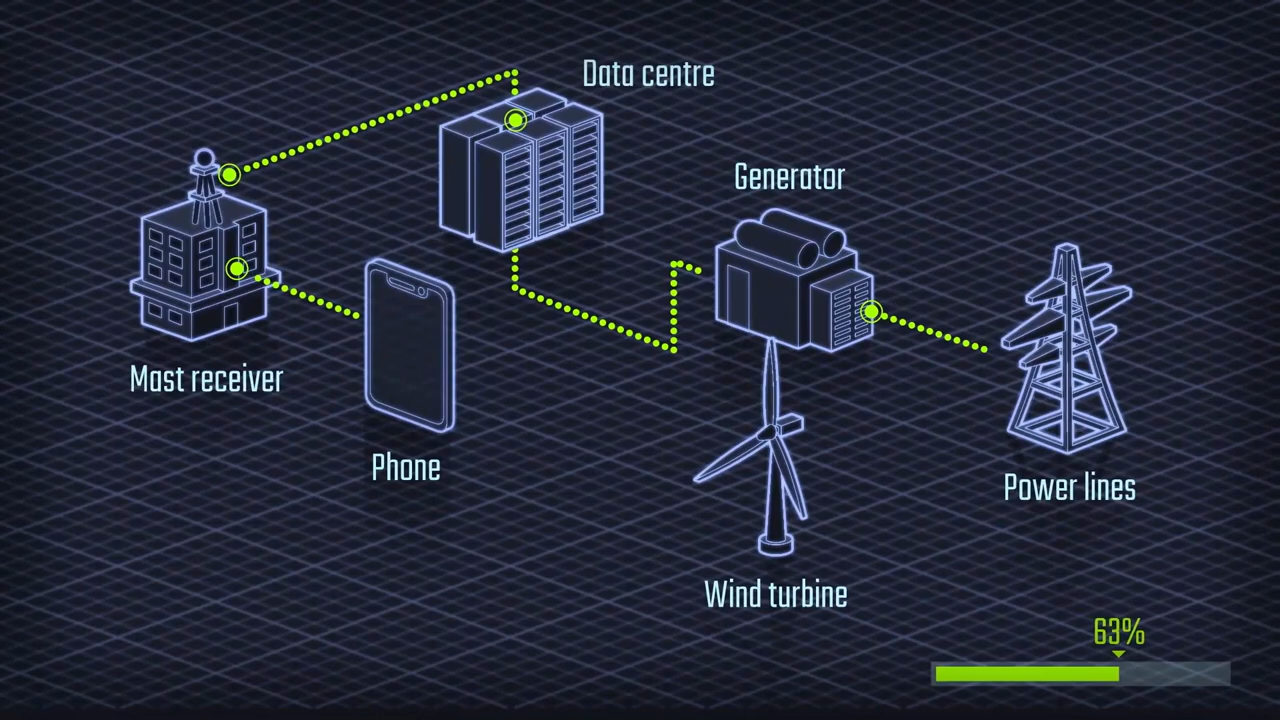 Data centre
Generator
Mast receiver
Phone
Power lines
Wind turbine
63%